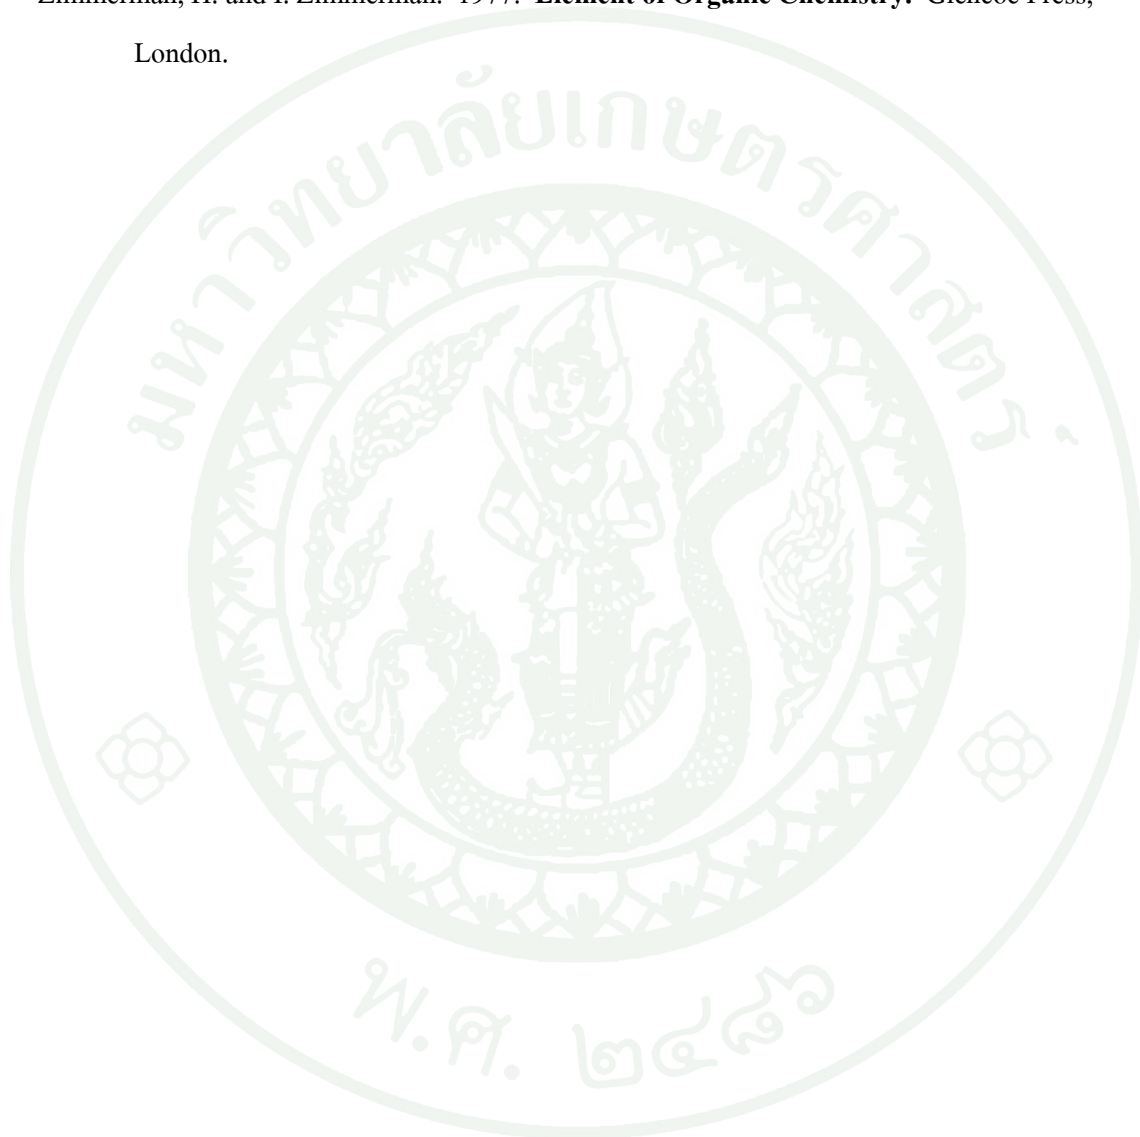 Zimmerman, H. and I. Zimmerman. 1977. Element of Organic Chemistry. Glencoe Press,
London.
มหาวิทยาลัยเกษตรศาสตร์
พ.ศ. ๒๔๘๖